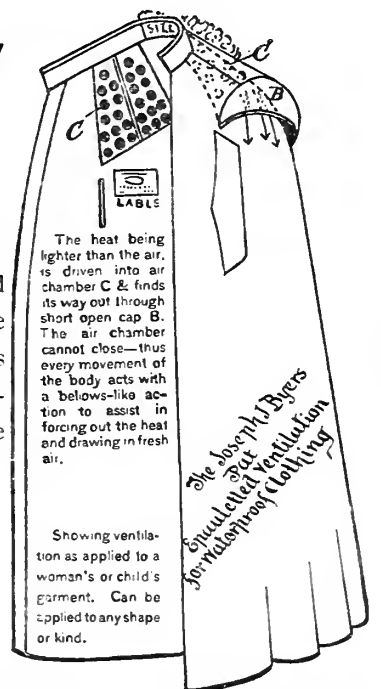 C
C
B
LABLS
The heat being
lighter than the air,
is driven into air
chamber C & finds
its way out through
short open cap B.
The air chamber
cannot close—thus
every movement of
the body acts with
a bellows-like ac-
tion to assist in
forcing out the heat
and drawing in fresh
air.
Showing ventila-
tion as applied to a
woman's or child's
garment. Can be
applied to any shape
or kind.
The Joseph J Byers
Pat
Epauletted Ventilation
for Waterproof Clothing